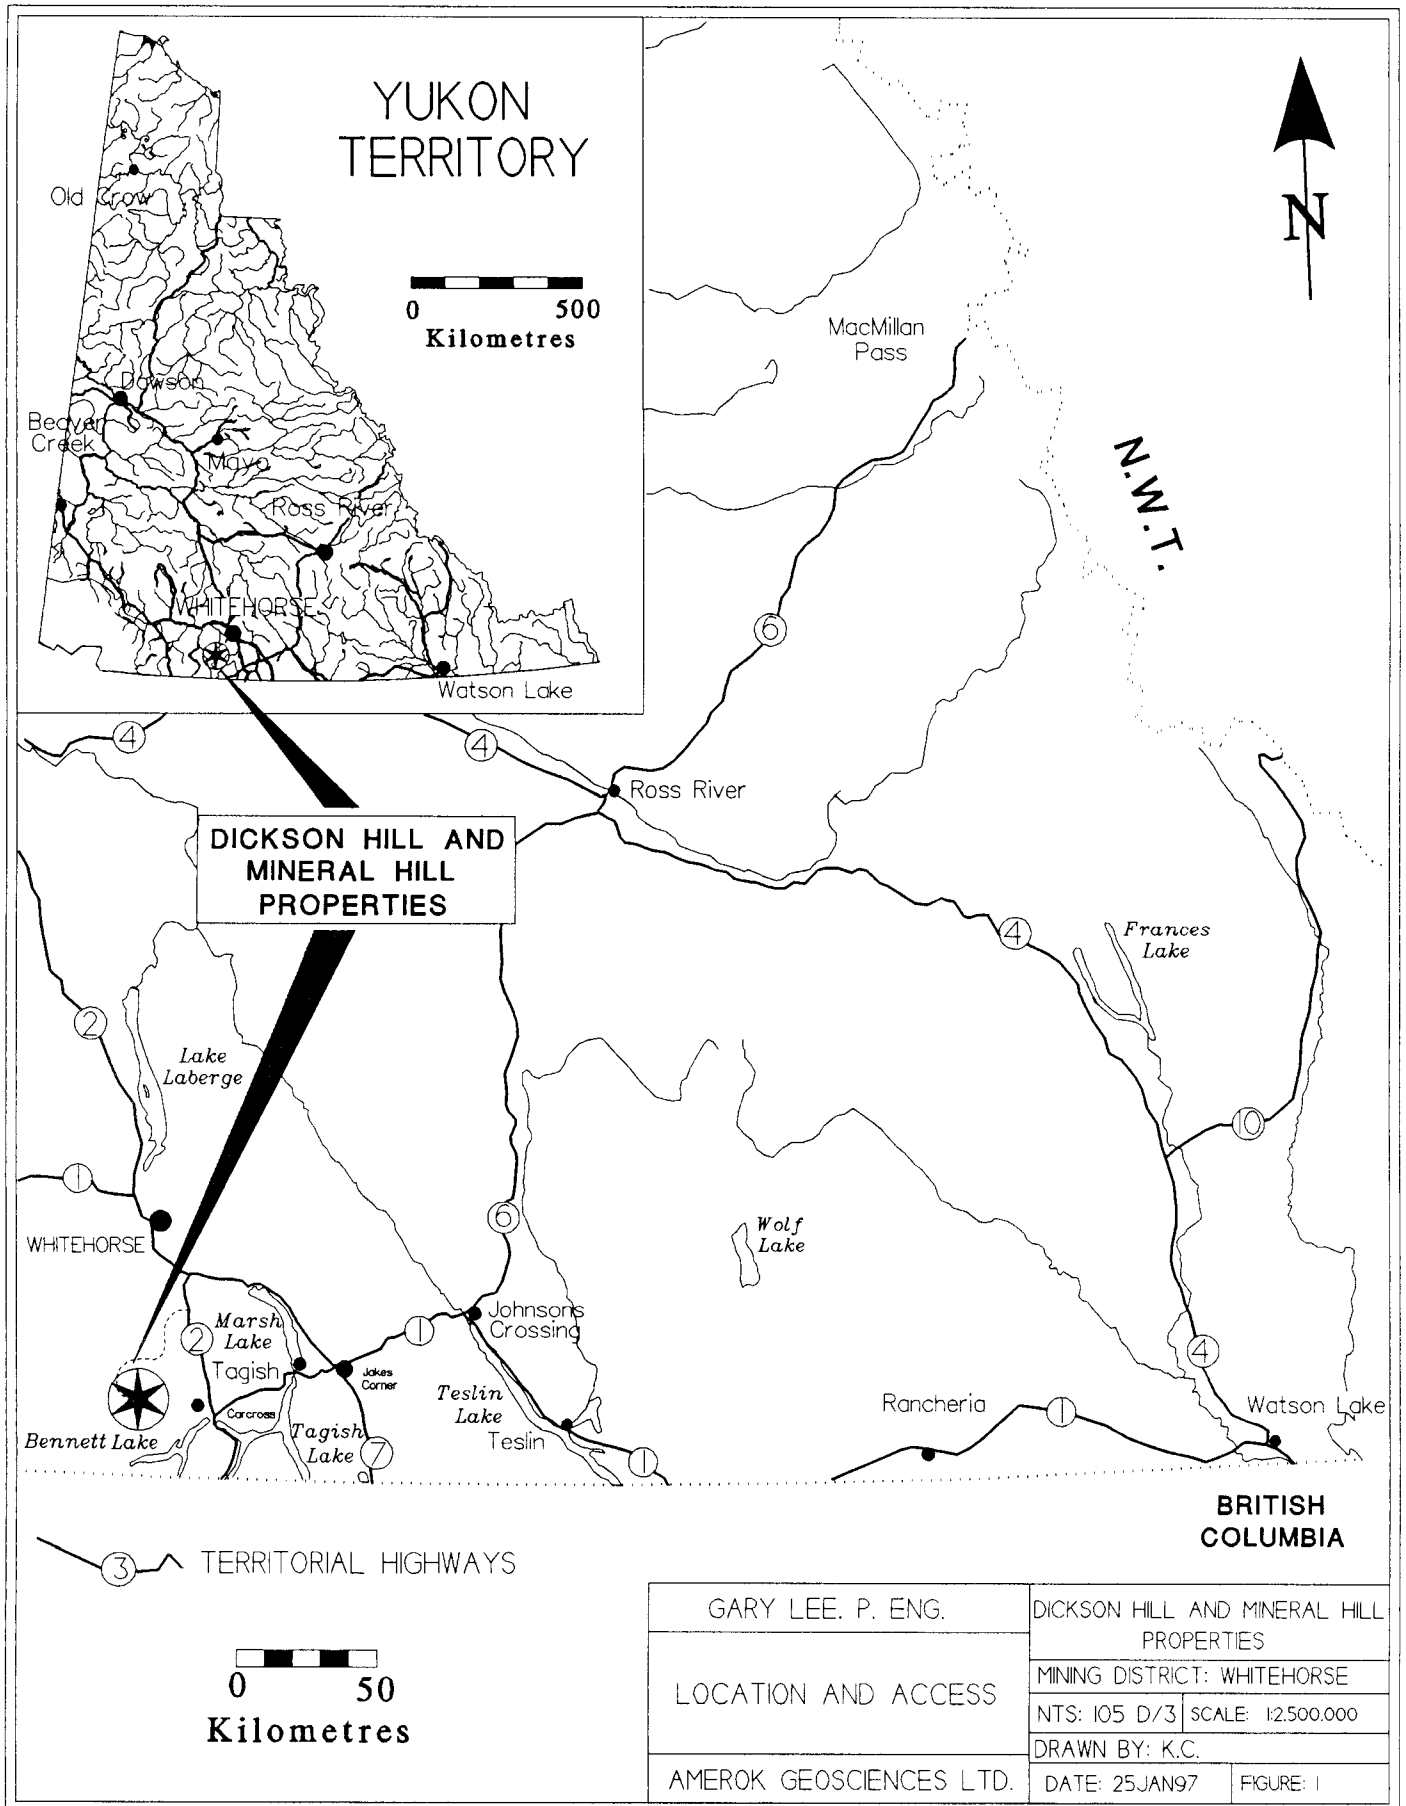 YUKON
TERRITORY
Old Crow
0 500
Kilometres
Dawson
Beaver
Creek
Mayo
Ross River
WHITEHORSE
Watson Lake
N
MacMillan
Pass
N.W.T.
6
4
4
Ross River
DICKSON HILL AND
MINERAL HILL
PROPERTIES
4
Frances
Lake
2
Lake
Laberge
10
1
6
WHITEHORSE
Wolf
Lake
Johnsons
Crossing
Marsh
Lake
2
1
Tagish
Jakes
Corner
4
Teslin
Lake
Rancheria
1
Watson Lake
Carcross
Bennett Lake
Tagish
Lake
7
Teslin
1
BRITISH
COLUMBIA
3 TERRITORIAL HIGHWAYS
0 50
Kilometres
GARY LEE. P. ENG.
LOCATION AND ACCESS
AMEROK GEOSCIENCES LTD.
DICKSON HILL AND MINERAL HILL
PROPERTIES
MINING DISTRICT: WHITEHORSE
NTS: 105 D/3 SCALE: 1:2.500.000
DRAWN BY: K.C.
DATE: 25JAN97 FIGURE: 1